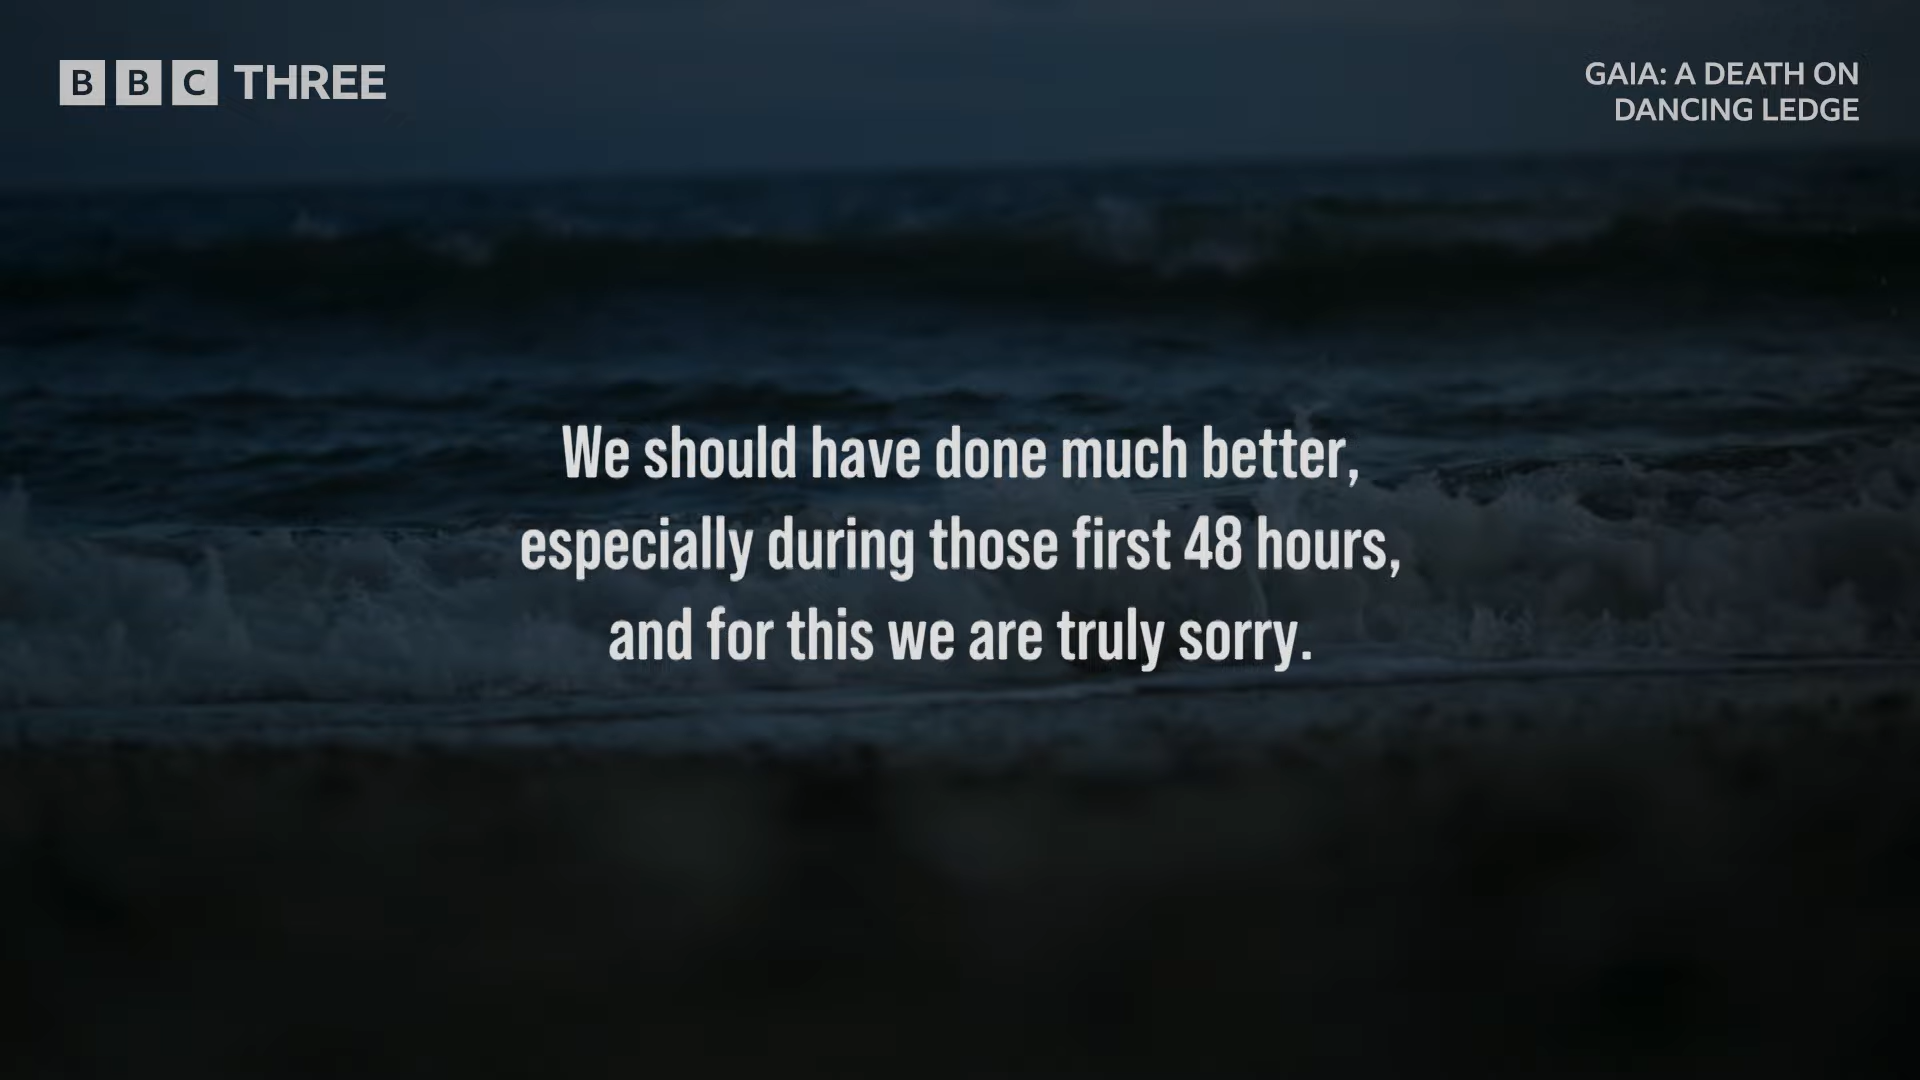 BBC THREE
GAIA: A DEATH ON
DANCING LEDGE
We should have done much better,
especially during those first 48 hours,
and for this we are truly sorry.